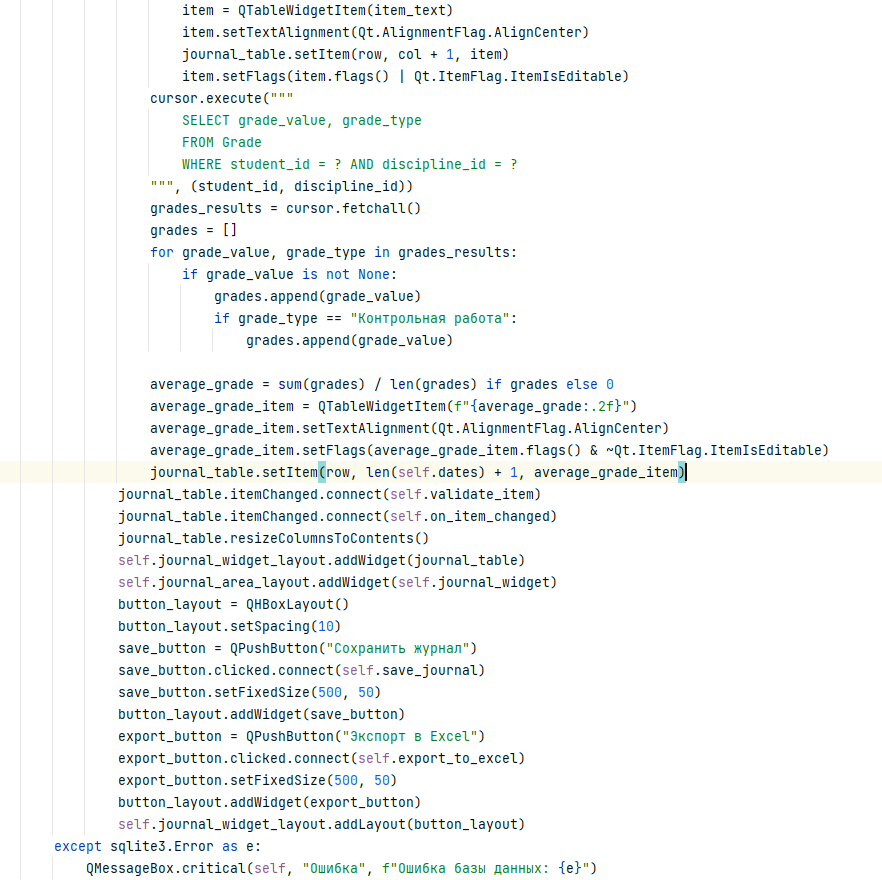 item = QTableWidgetItem(item_text)
item.setTextAlignment(Qt.AlignmentFlag.AlignCenter)
journal_table.setItem(row, col + 1, item)
item.setFlags(item.flags() | Qt.ItemFlag.ItemIsEditable)
cursor.execute("""
SELECT grade_value, grade_type
FROM Grade
WHERE student_id = ? AND discipline_id = ?
""", (student_id, discipline_id))
grades_results = cursor.fetchall()
grades = []
for grade_value, grade_type in grades_results:
if grade_value is not None:
grades.append(grade_value)
if grade_type == "Контрольная работа":
grades.append(grade_value)
average_grade = sum(grades) / len(grades) if grades else 0
average_grade_item = QTableWidgetItem(f"{average_grade:.2f}")
average_grade_item.setTextAlignment(Qt.AlignmentFlag.AlignCenter)
average_grade_item.setFlags(average_grade_item.flags() & ~Qt.ItemFlag.ItemIsEditable)
journal_table.setItem(row, len(self.dates) + 1, average_grade_item)
journal_table.itemChanged.connect(self.validate_item)
journal_table.itemChanged.connect(self.on_item_changed)
journal_table.resizeColumnsToContents()
self.journal_widget_layout.addWidget(journal_table)
self.journal_area_layout.addWidget(self.journal_widget)
button_layout = QHBoxLayout()
button_layout.setSpacing(10)
save_button = QPushButton("Сохранить журнал")
save_button.clicked.connect(self.save_journal)
save_button.setFixedSize(500, 50)
button_layout.addWidget(save_button)
export_button = QPushButton("Экспорт в Excel")
export_button.clicked.connect(self.export_to_excel)
export_button.setFixedSize(500, 50)
button_layout.addWidget(export_button)
self.journal_widget_layout.addLayout(button_layout)
except sqlite3.Error as e:
QMessageBox.critical(self, "Ошибка", f"Ошибка базы данных: {e}")